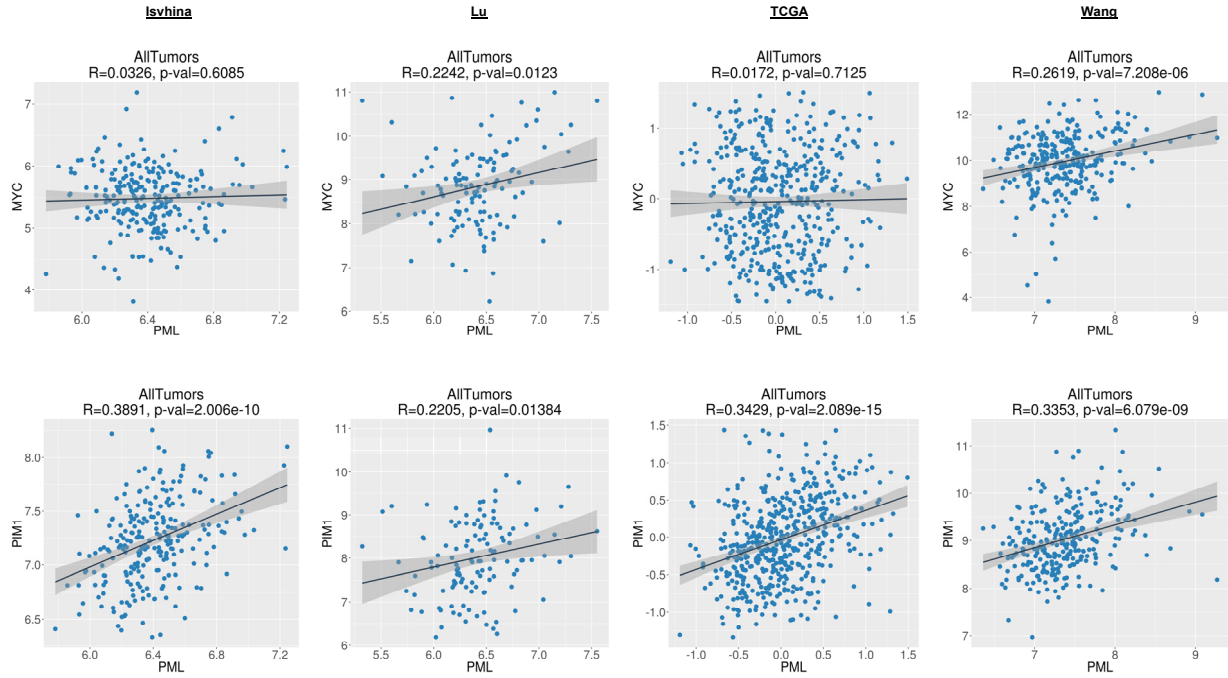 Isvhina Lu TCGA Wang
AllTumors AllTumors AllTumors AllTumors
R=0.0326, p-val=0.6085 R=0.2242, p-val=0.0123 R=0.0172, p-val=0.7125 R=0.2619, p-val=7.208e-06
MYC
7
6
5
4
6.0 6.4 6.8 7.2
PML
MYC
11
10
9
8
7
6
5.5 6.0 6.5 7.0 7.5
PML
MYC
1
0
-1
-1.0 -0.5 0.0 0.5 1.0 1.5
PML
MYC
12
10
8
6
4
7 8 9
PML
AllTumors AllTumors AllTumors AllTumors
R=0.3891, p-val=2.006e-10 R=0.2205, p-val=0.01384 R=0.3429, p-val=2.089e-15 R=0.3353, p-val=6.079e-09
PIM1
8.0
7.5
7.0
6.5
6.0 6.4 6.8 7.2
PML
PIM1
11
10
9
8
7
6
5.5 6.0 6.5 7.0 7.5
PML
PIM1
1.5
1.0
0.5
0.0
-0.5
-1.0
-1.0 -0.5 0.0 0.5 1.0 1.5
PML
PIM1
11
10
9
8
7
7 8 9
PML